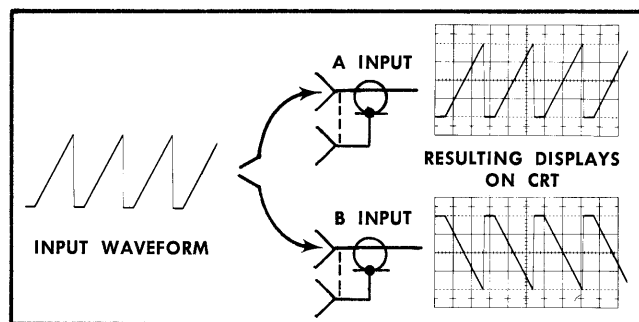 A INPUT
RESULTING DISPLAYS
ON CRT
B INPUT
INPUT WAVEFORM